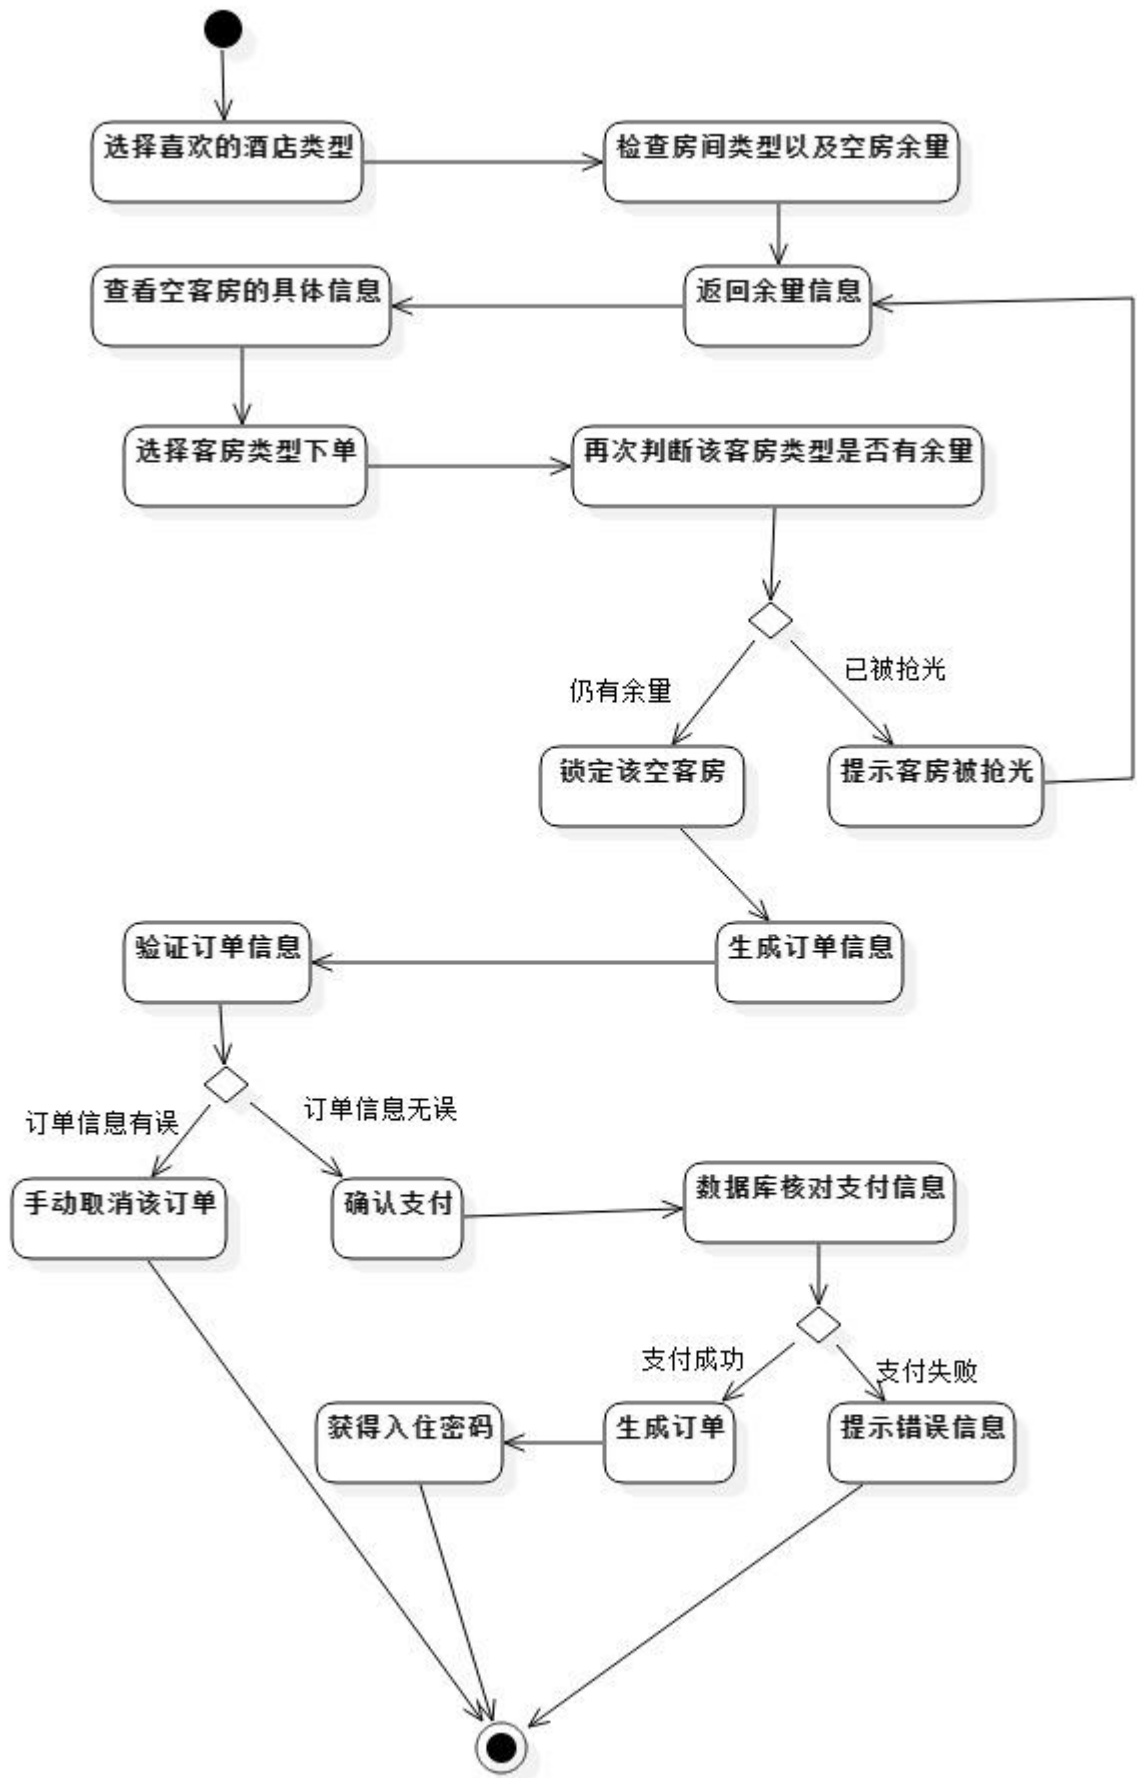 选择喜欢的酒店类型
检查房间类型以及空房余量
查看空客房的具体信息
返回余量信息
选择客房类型下单
再次判断该客房类型是否有余量
仍有余量
已被抢光
锁定该空客房
提示客房被抢光
验证订单信息
生成订单信息
订单信息有误
订单信息无误
手动取消该订单
确认支付
数据库核对支付信息
支付成功
支付失败
获得入住密码
生成订单
提示错误信息